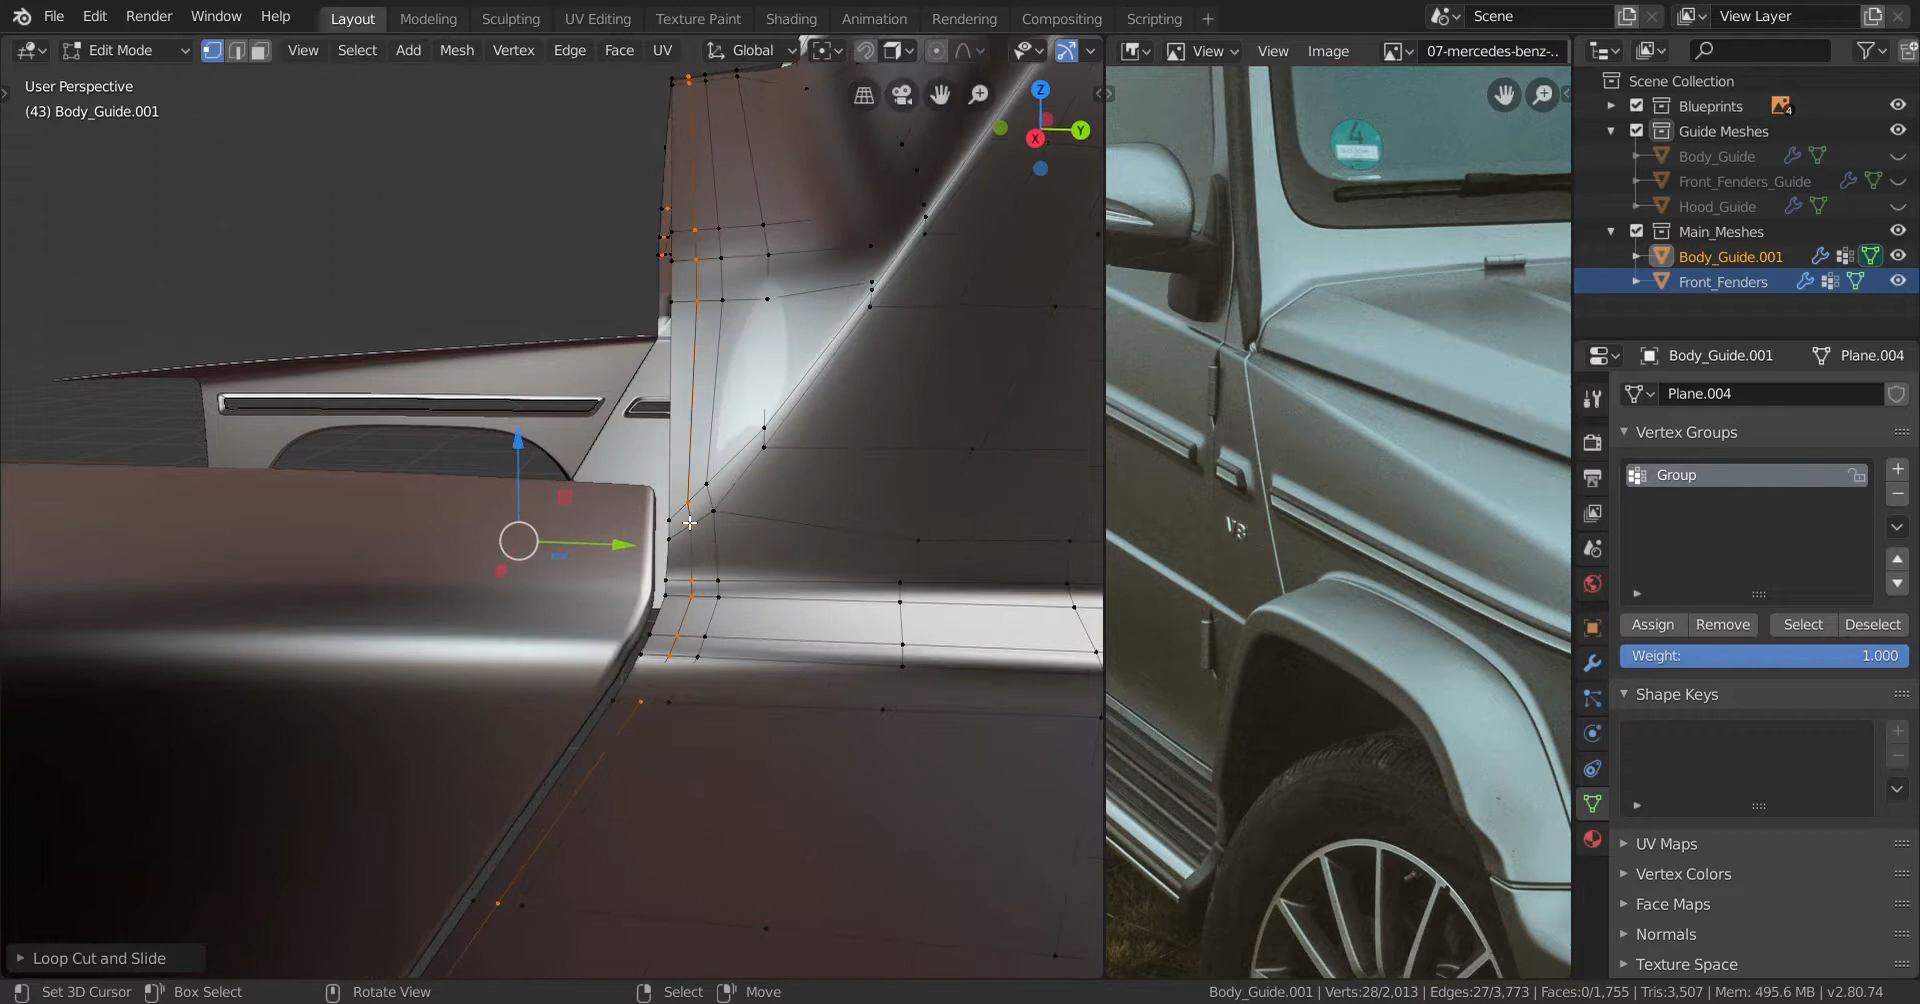 File Edit Render Window Help
Layout Modeling Sculpting UV Editing Texture Paint Shading Animation Rendering Compositing Scripting
Scene View Layer
Edit Mode View Select Add Mesh Vertex Edge Face UV Global
View View Image 07-mercedes-benz-..
User Perspective
(43) Body_Guide.001
Z
Y
X
4
V8
Scene Collection
Blueprints 4
Guide Meshes
Body_Guide
Front_Fenders_Guide
Hood_Guide
Main_Meshes
Body_Guide.001
Front_Fenders
Body_Guide.001 Plane.004
Plane.004
Vertex Groups
Group
Assign Remove Select Deselect
Weight: 1.000
Shape Keys
UV Maps
Vertex Colors
Face Maps
Normals
Texture Space
Loop Cut and Slide
Set 3D Cursor Box Select Rotate View Select Move
Body_Guide.001 | Verts:28/2,013 | Edges:27/3,773 | Faces:0/1,755 | Tris:3,507 | Mem: 495.6 MB | v2.80.74